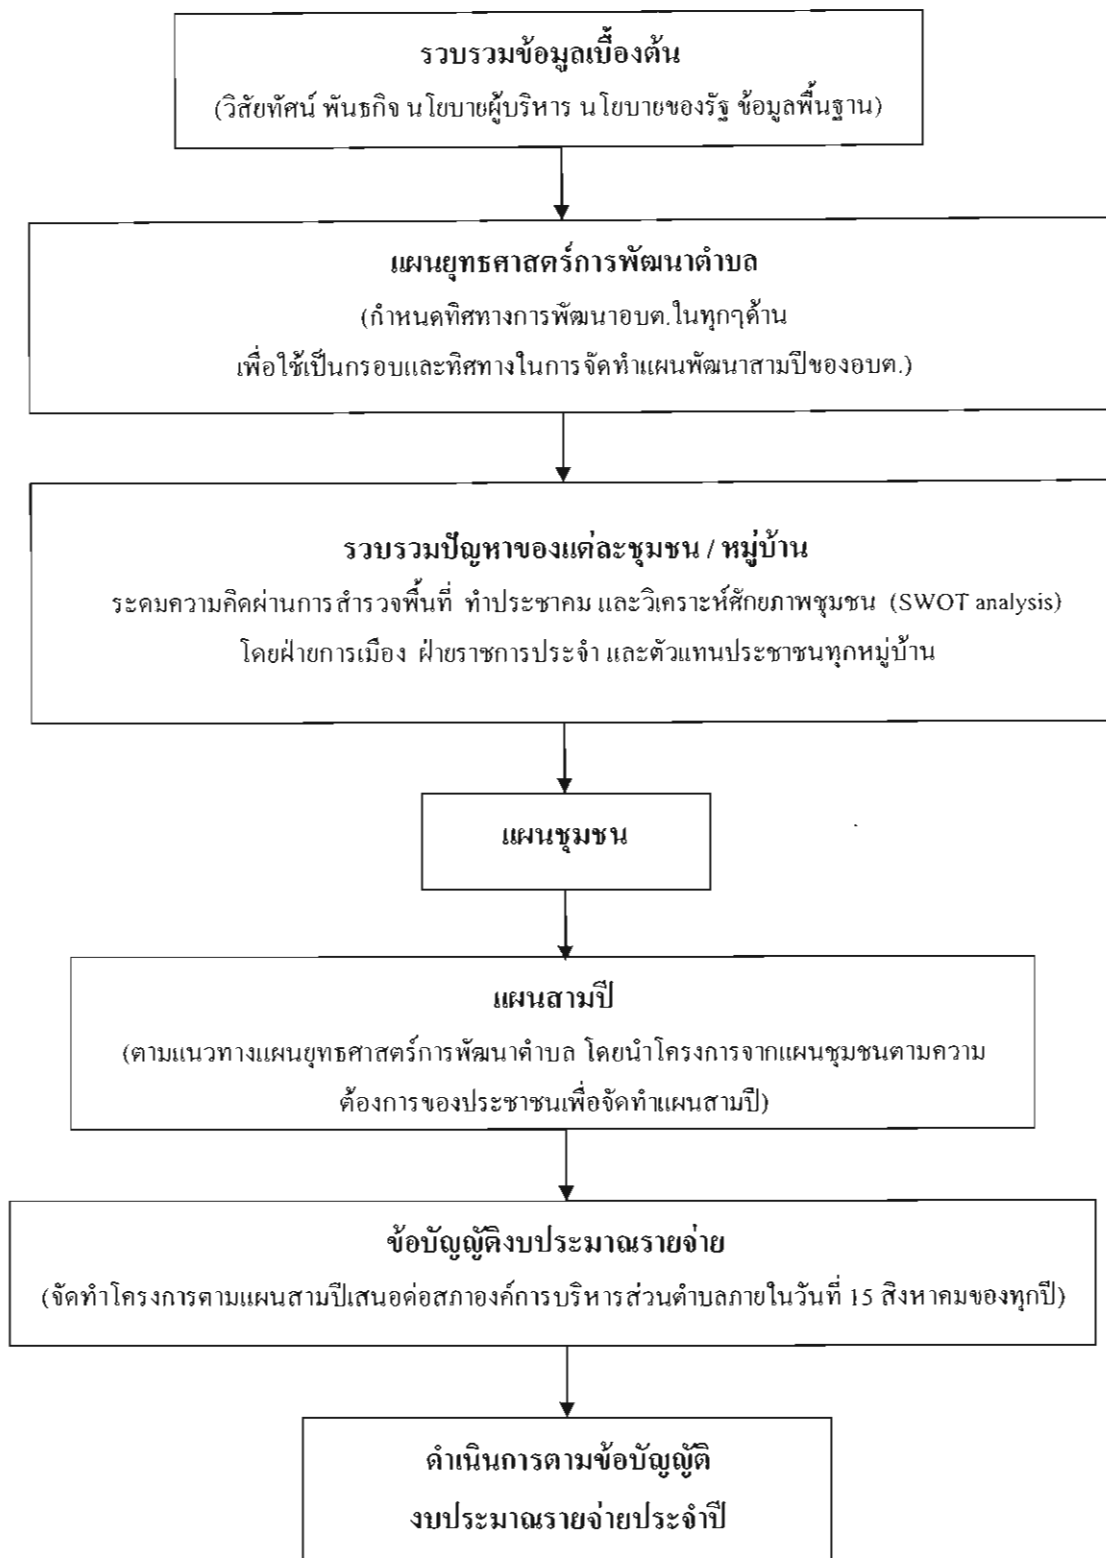 รวบรวมข้อมูลเบื้องต้น
(วิสัยทัศน์ พันธกิจ นโยบายผู้บริหาร นโยบายของรัฐ ข้อมูลพื้นฐาน)
แผนยุทธศาสตร์การพัฒนาตำบล
(กำหนดทิศทางการพัฒนาอบต.ในทุกๆด้าน
เพื่อใช้เป็นกรอบและทิศทางในการจัดทำแผนพัฒนาสามปีของอบต.)
รวบรวมปัญหาของแต่ละชุมชน / หมู่บ้าน
ระดมความคิดผ่านการสำรวจพื้นที่ ทำประชาคม และวิเคราะห์ศักยภาพชุมชน (SWOT analysis)
โดยฝ่ายการเมือง ฝ่ายราชการประจำ และตัวแทนประชาชนทุกหมู่บ้าน
แผนชุมชน
แผนสามปี
(ตามแนวทางแผนยุทธศาสตร์การพัฒนาตำบล โดยนำโครงการจากแผนชุมชนตามความ
ต้องการของประชาชนเพื่อจัดทำแผนสามปี)
ข้อบัญญัติงบประมาณรายจ่าย
(จัดทำโครงการตามแผนสามปีเสนอต่อสภาองค์การบริหารส่วนตำบลภายในวันที่ 15 สิงหาคมของทุกปี)
ดำเนินการตามข้อบัญญัติ
งบประมาณรายจ่ายประจำปี